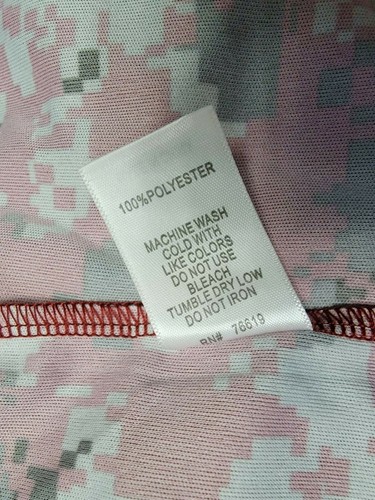 100%POLYESTER
MACHINE WASH
COLD WITH
LIKE COLORS
DO NOT USE
BLEACH
TUMBLE DRY LOW
DO NOT IRON
RN# 76619